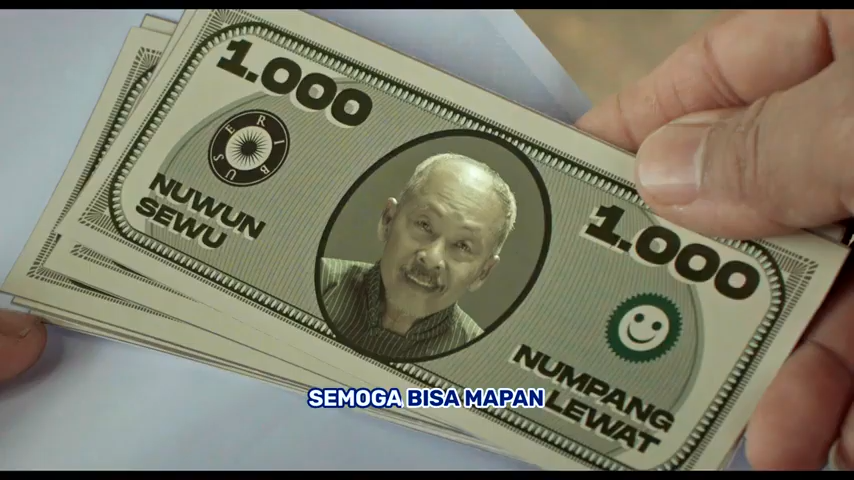 1.000
SERIBU
NUWUN
SEWU
1.000
NUMPANG
LEWAT
SEMOGA BISA MAPAN